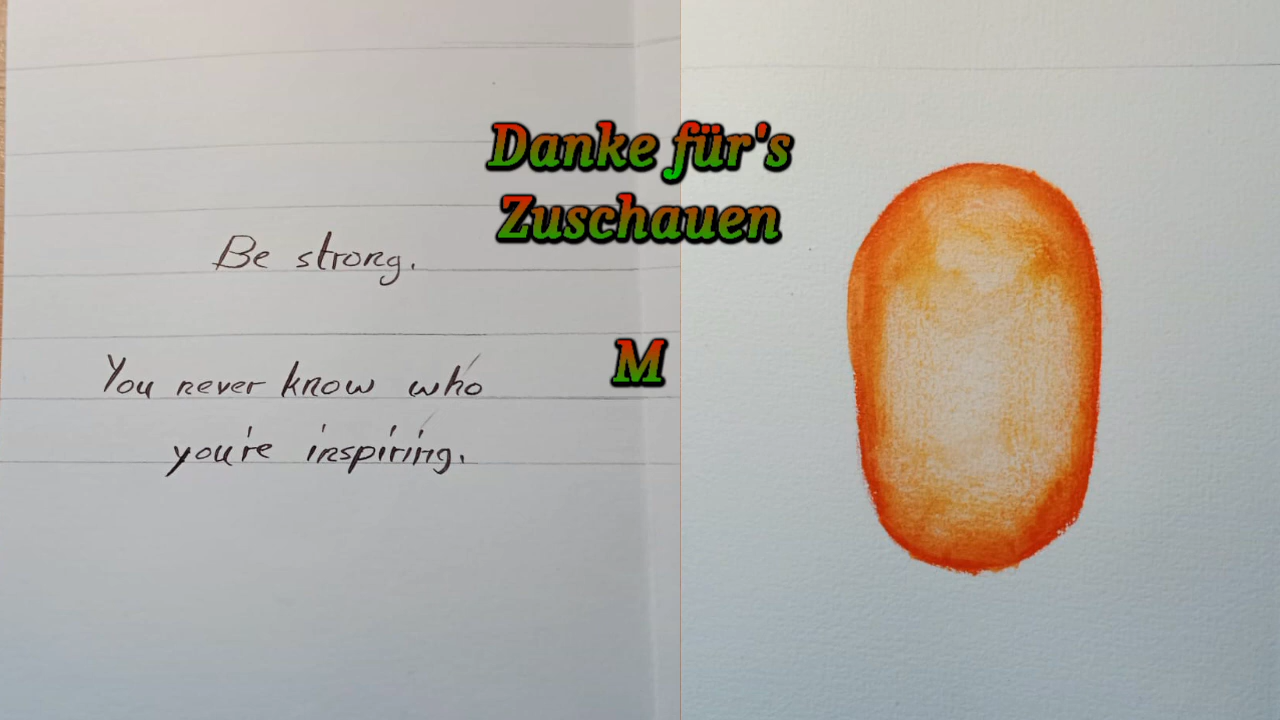 Be strong.
You never know who
you're inspiring.
Danke für's
Zuschauen
M